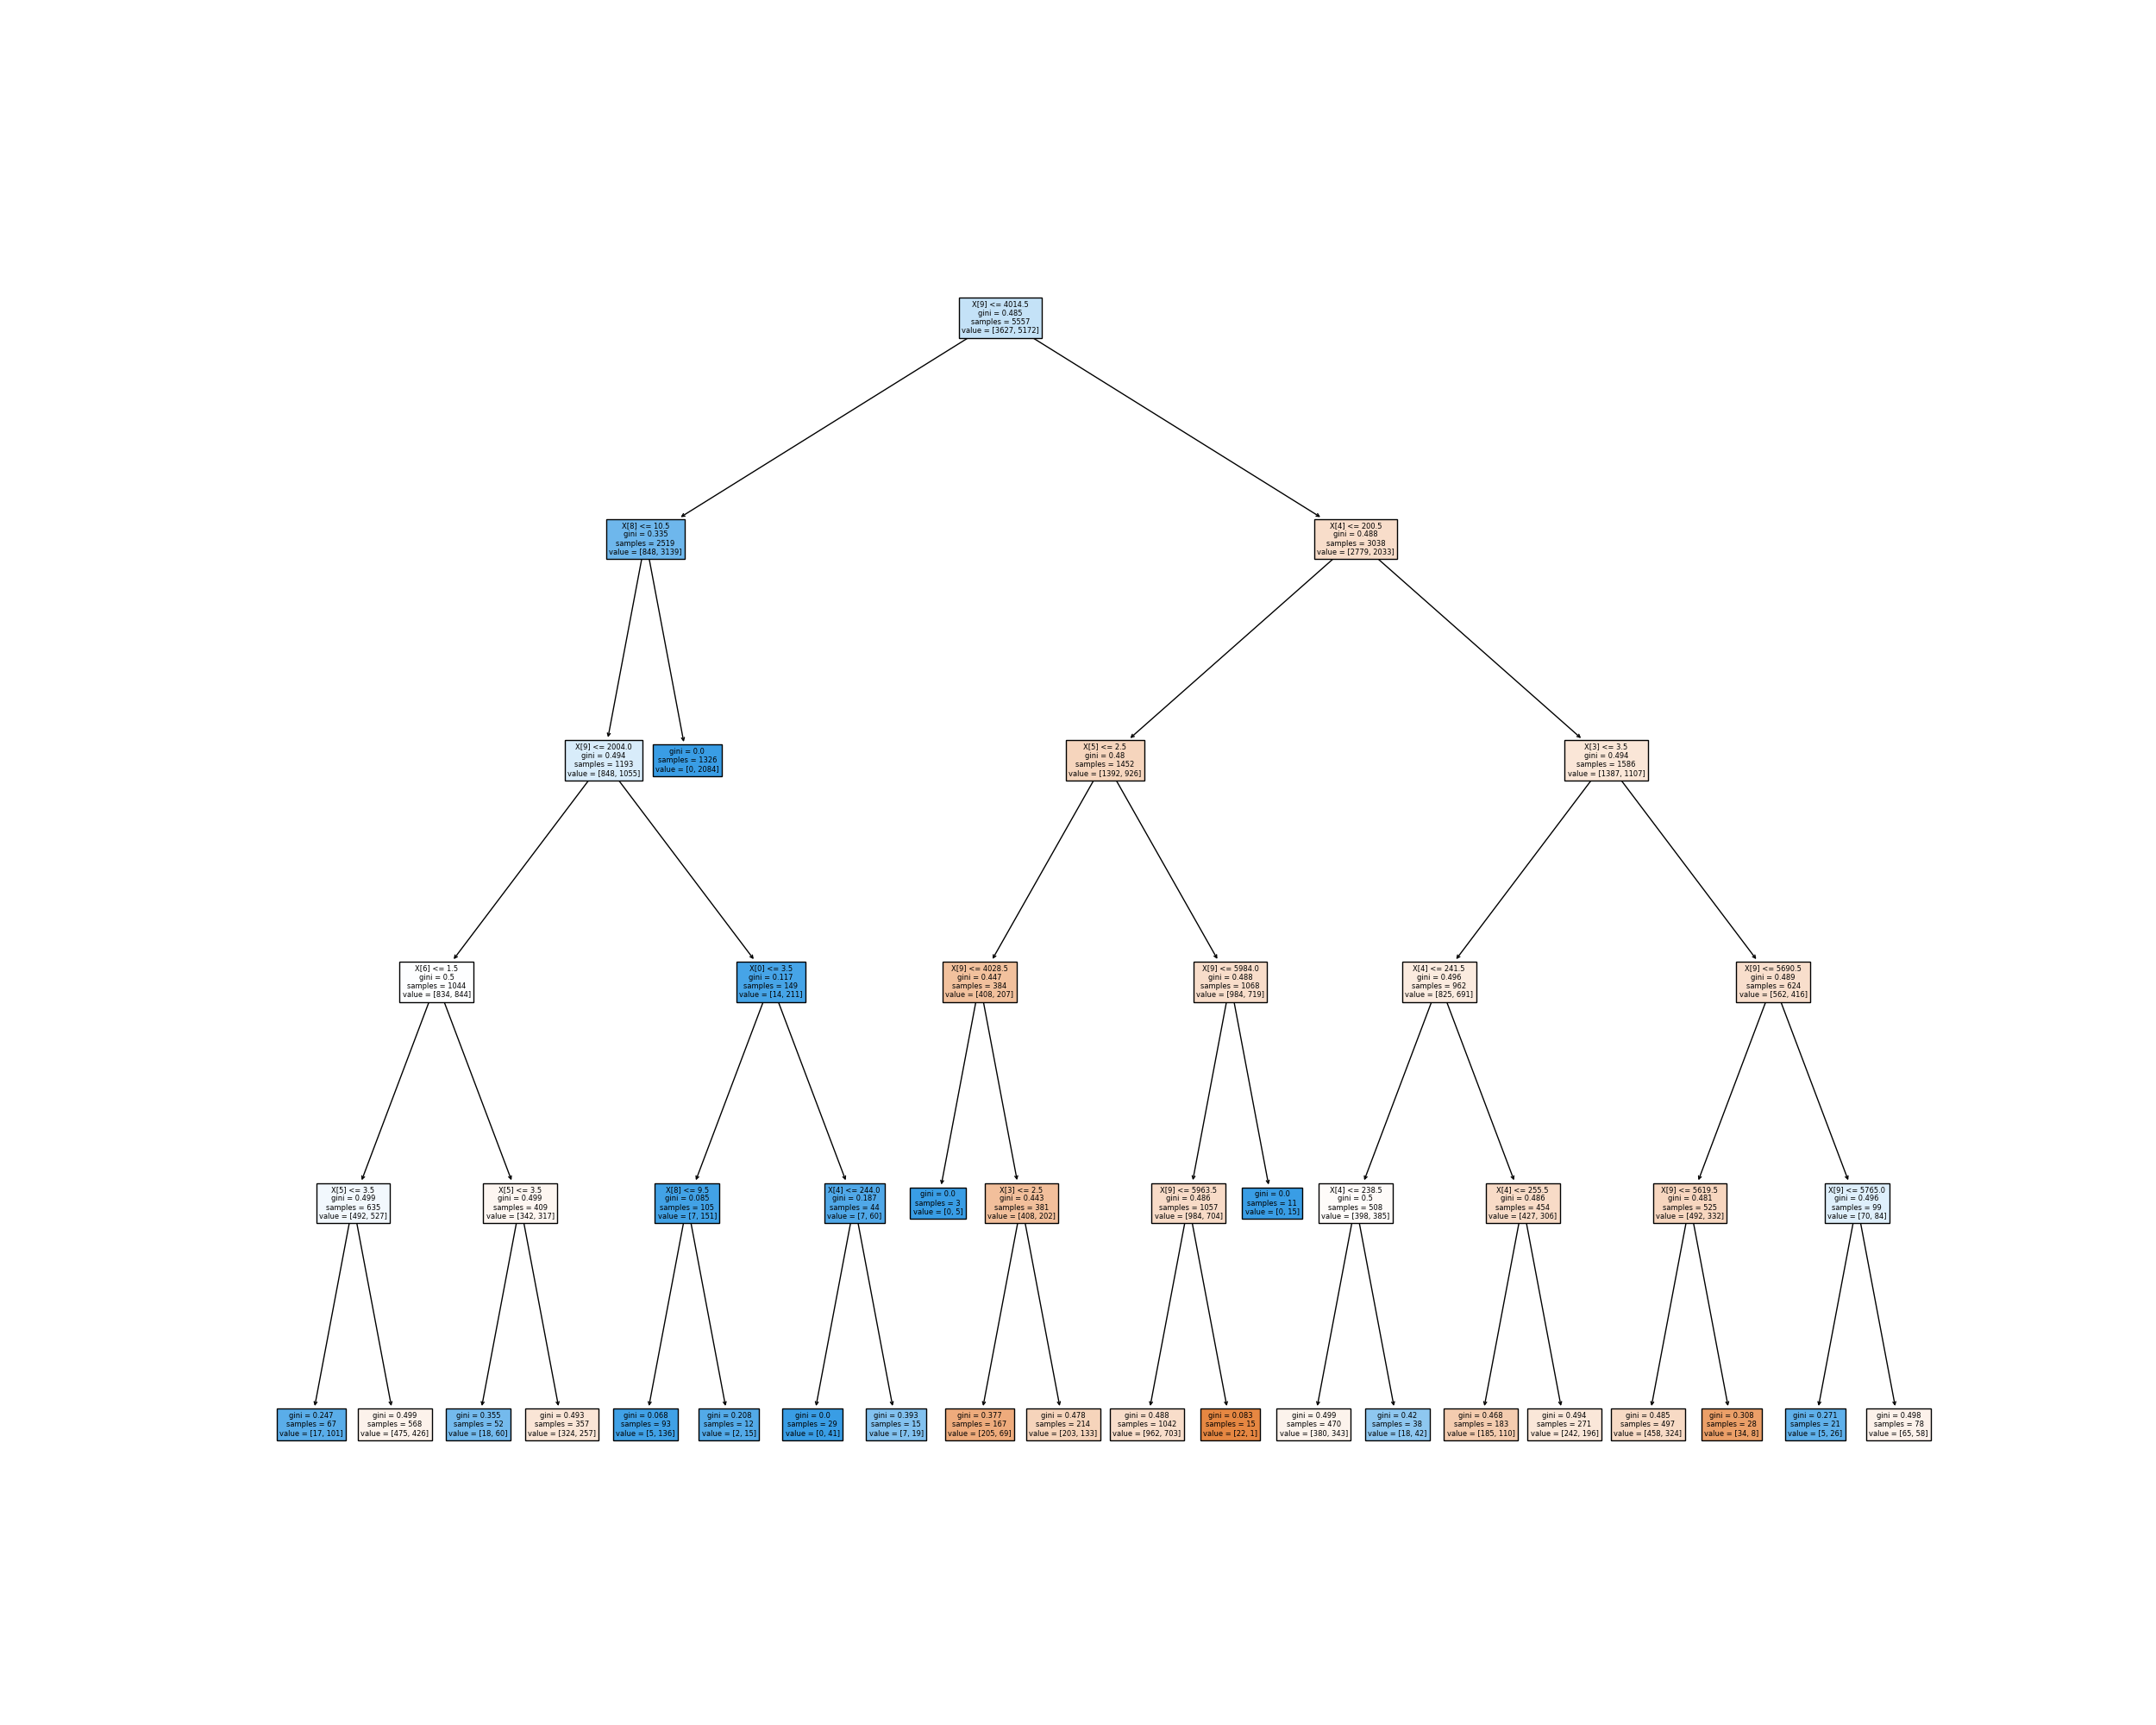 X[9] <= 4014.5
gini = 0.485
samples = 5557
value = [3627, 5172]
X[8] <= 10.5
gini = 0.335
samples = 2519
value = [848, 3139]
X[4] <= 200.5
gini = 0.488
samples = 3038
value = [2779, 2033]
X[9] <= 2004.0
gini = 0.494
samples = 1193
value = [848, 1055]
gini = 0.0
samples = 1326
value = [0, 2084]
X[5] <= 2.5
gini = 0.48
samples = 1452
value = [1392, 926]
X[3] <= 3.5
gini = 0.494
samples = 1586
value = [1387, 1107]
X[6] <= 1.5
gini = 0.5
samples = 1044
value = [834, 844]
X[0] <= 3.5
gini = 0.117
samples = 149
value = [14, 211]
X[9] <= 4028.5
gini = 0.447
samples = 384
value = [408, 207]
X[9] <= 5984.0
gini = 0.488
samples = 1068
value = [984, 719]
X[4] <= 241.5
gini = 0.496
samples = 962
value = [825, 691]
X[9] <= 5690.5
gini = 0.489
samples = 624
value = [562, 416]
X[5] <= 3.5
gini = 0.499
samples = 635
value = [492, 527]
X[5] <= 3.5
gini = 0.499
samples = 409
value = [342, 317]
X[8] <= 9.5
gini = 0.085
samples = 105
value = [7, 151]
X[4] <= 244.0
gini = 0.187
samples = 44
value = [7, 60]
gini = 0.0
samples = 3
value = [0, 5]
X[3] <= 2.5
gini = 0.443
samples = 381
value = [408, 202]
X[9] <= 5963.5
gini = 0.486
samples = 1057
value = [984, 704]
gini = 0.0
samples = 11
value = [0, 15]
X[4] <= 238.5
gini = 0.5
samples = 508
value = [398, 385]
X[4] <= 255.5
gini = 0.486
samples = 454
value = [427, 306]
X[9] <= 5619.5
gini = 0.481
samples = 525
value = [492, 332]
X[9] <= 5765.0
gini = 0.496
samples = 99
value = [70, 84]
gini = 0.247
samples = 67
value = [17, 101]
gini = 0.499
samples = 568
value = [475, 426]
gini = 0.355
samples = 52
value = [18, 60]
gini = 0.493
samples = 357
value = [324, 257]
gini = 0.068
samples = 93
value = [5, 136]
gini = 0.208
samples = 12
value = [2, 15]
gini = 0.0
samples = 29
value = [0, 41]
gini = 0.393
samples = 15
value = [7, 19]
gini = 0.377
samples = 167
value = [205, 69]
gini = 0.478
samples = 214
value = [203, 133]
gini = 0.488
samples = 1042
value = [962, 703]
gini = 0.083
samples = 15
value = [22, 1]
gini = 0.499
samples = 470
value = [380, 343]
gini = 0.42
samples = 38
value = [18, 42]
gini = 0.468
samples = 183
value = [185, 110]
gini = 0.494
samples = 271
value = [242, 196]
gini = 0.485
samples = 497
value = [458, 324]
gini = 0.308
samples = 28
value = [34, 8]
gini = 0.271
samples = 21
value = [5, 26]
gini = 0.498
samples = 78
value = [65, 58]